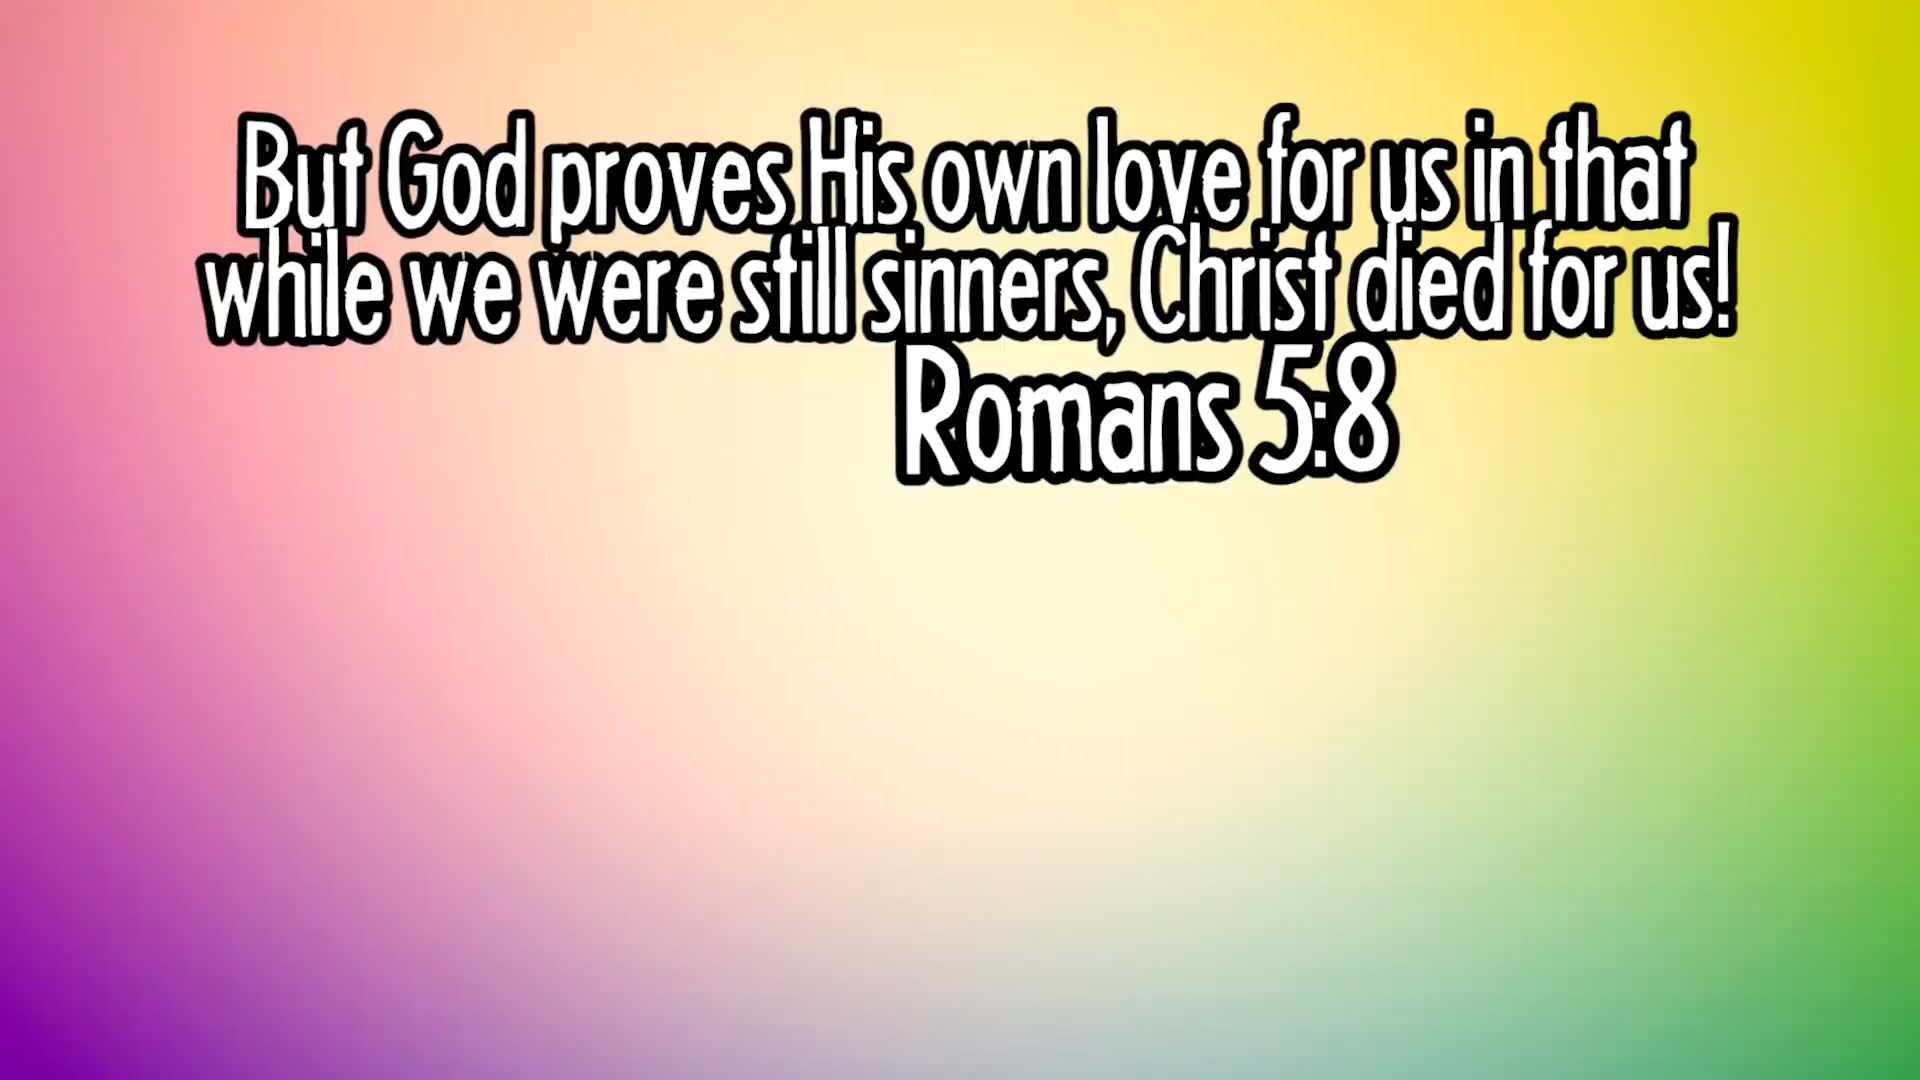 But God proves His own love for us in that
while we were still sinners, Christ died for us!
Romans 5:8